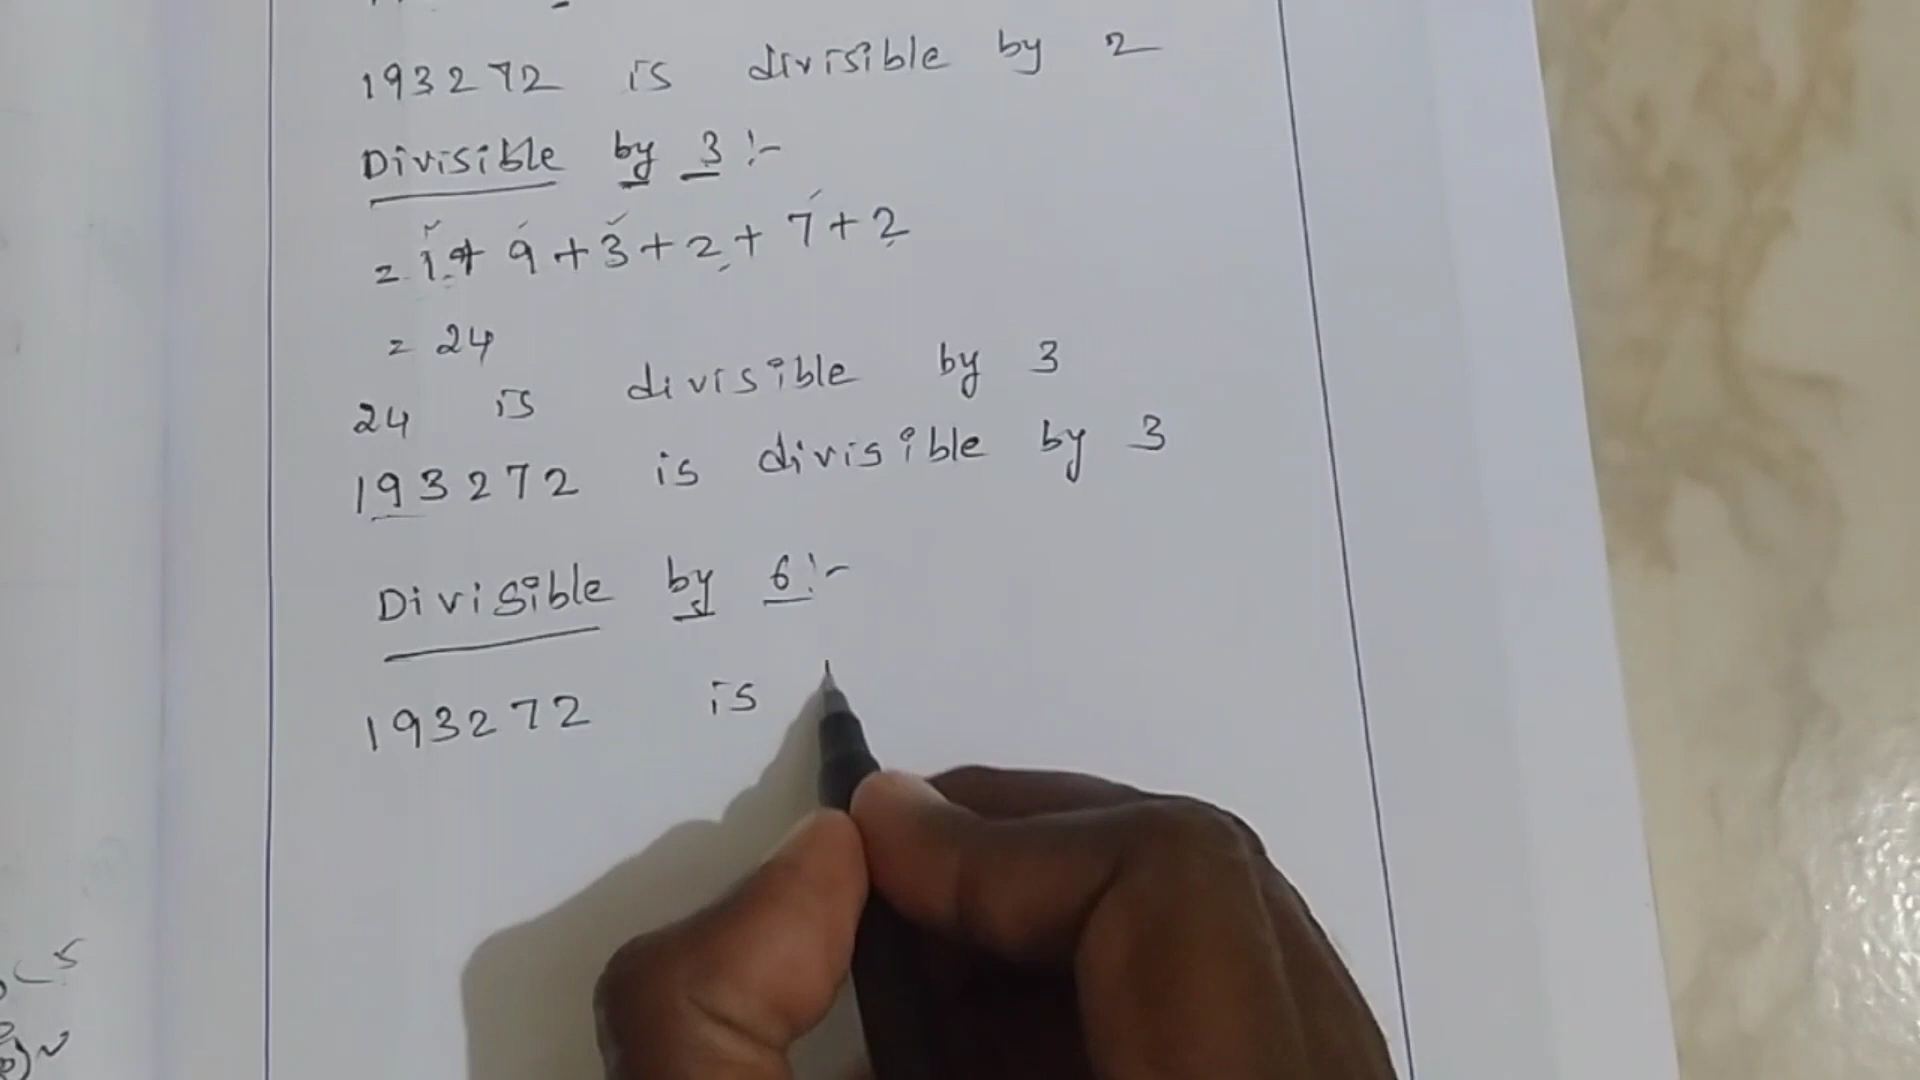 193272 is divisible by 2
Divisible by 3:-
= 1+ 9+3+2+ 7+2
= 24
24 is divisible by 3
193272 is divisible by 3
Divisible by 6:-
193272 is